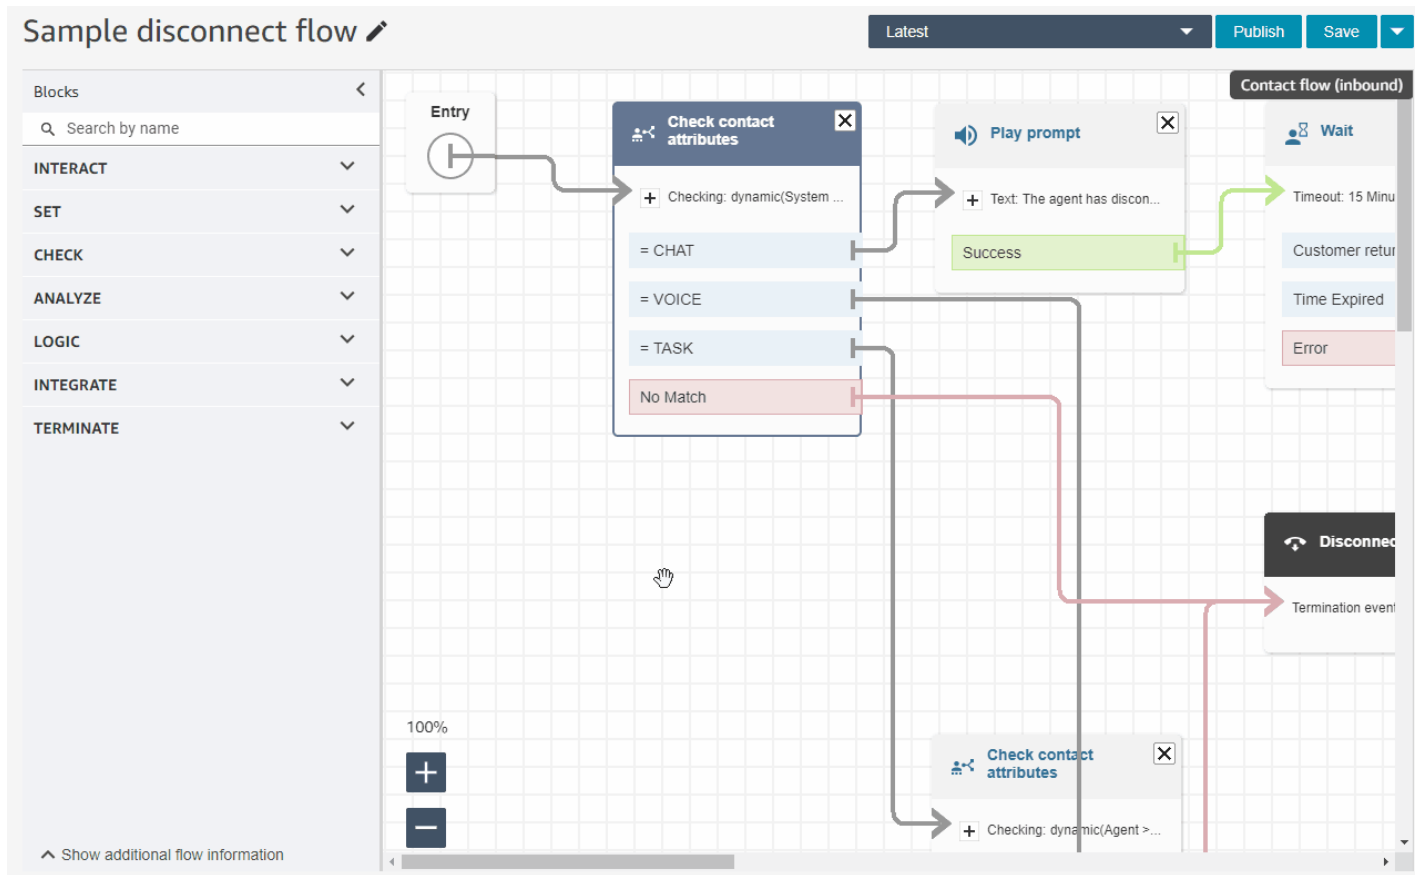 Sample disconnect flow
Latest
Publish
Save
Contact flow (inbound)
Blocks
Search by name
INTERACT
SET
CHECK
ANALYZE
LOGIC
INTEGRATE
TERMINATE
Show additional flow information
Entry
Check contact
attributes
Checking: dynamic(System ...
= CHAT
= VOICE
= TASK
No Match
Play prompt
Text: The agent has discon...
Success
Wait
Timeout: 15 Minu
Customer retur
Time Expired
Error
Disconnec
Termination event
100%
Check contact
attributes
Checking: dynamic(Agent >...